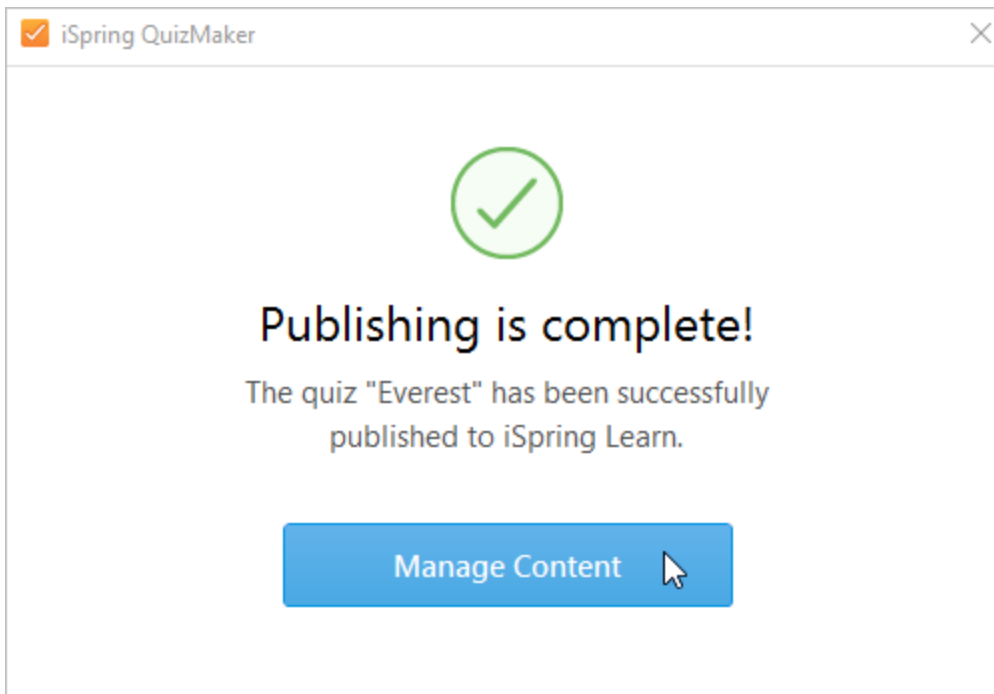 iSpring QuizMaker
Publishing is complete!
The quiz "Everest" has been successfully
published to iSpring Learn.
Manage Content